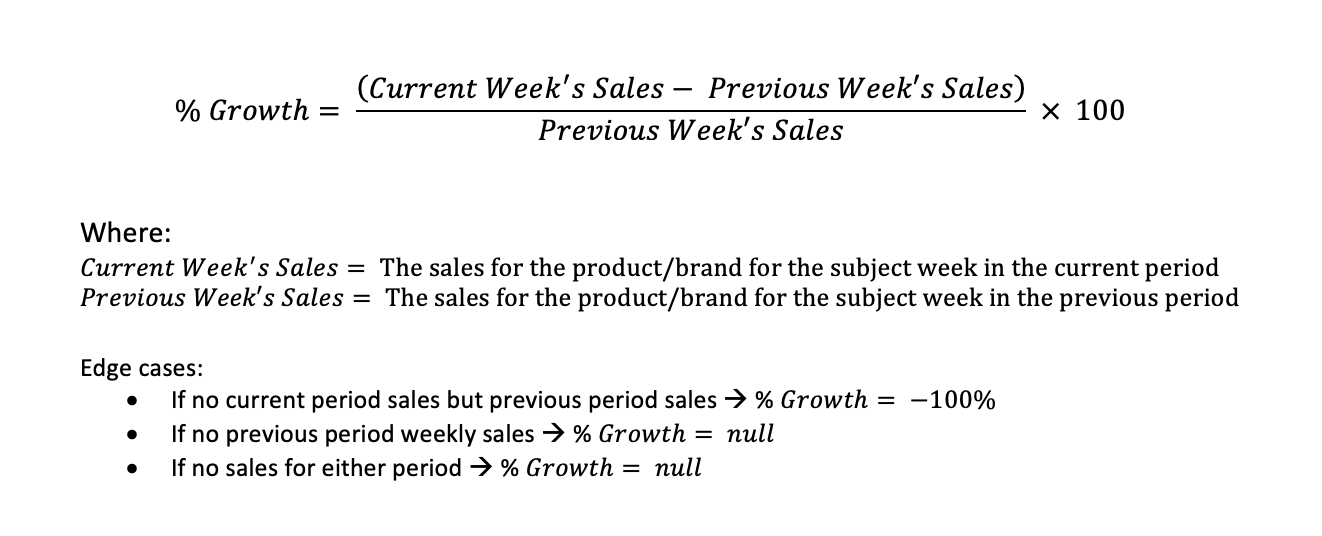 % Growth = (Current Week's Sales − Previous Week's Sales) / Previous Week's Sales × 100
Where:
Current Week's Sales = The sales for the product/brand for the subject week in the current period
Previous Week's Sales = The sales for the product/brand for the subject week in the previous period
Edge cases:
• If no current period sales but previous period sales → % Growth = −100%
• If no previous period weekly sales → % Growth = null
• If no sales for either period → % Growth = null